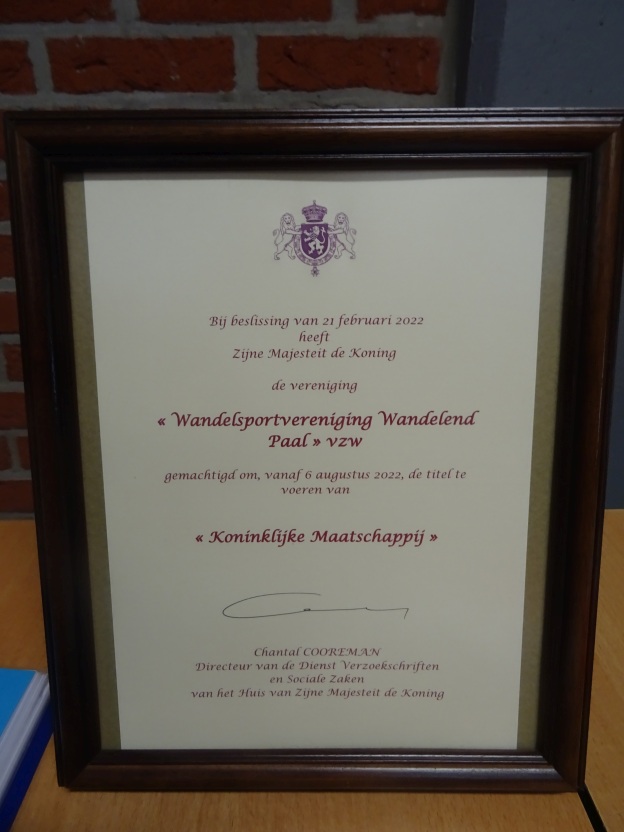 Bij beslissing van 21 februari 2022
heeft
Zijne Majesteit de Koning
de vereniging
« Wandelsportvereniging Wandelend
Paal » vzw
gemachtigd om, vanaf 6 augustus 2022, de titel te
voeren van
« Koninklijke Maatschappij »
Chantal COOREMAN
Directeur van de Dienst Verzoekschriften
en Sociale Zaken
van het Huis van Zijne Majesteit de Koning